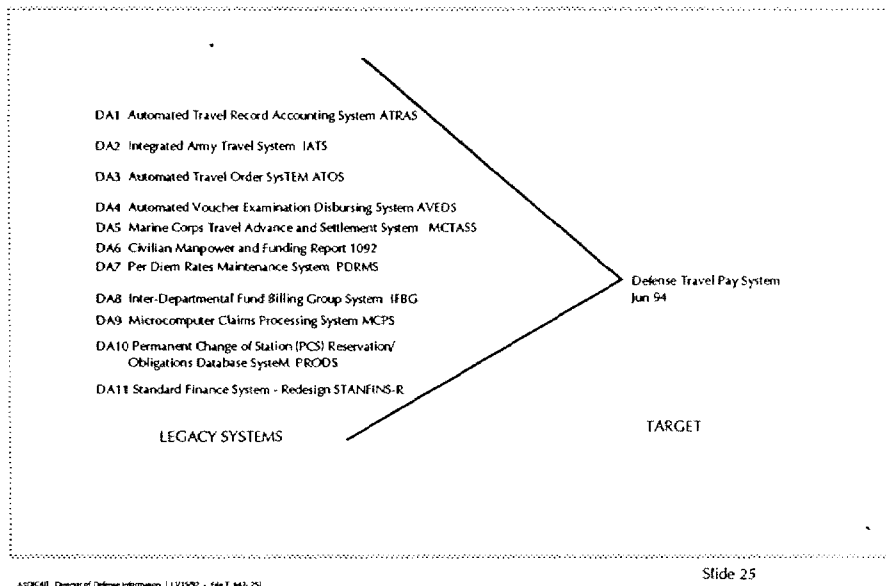 DA1 Automated Travel Record Accounting System ATRAS
DA2 Integrated Army Travel System IATS
DA3 Automated Travel Order SysTEM ATOS
DA4 Automated Voucher Examination Disbursing System AVEDS
DA5 Marine Corps Travel Advance and Settlement System MCTASS
DA6 Civilian Manpower and Funding Report 1092
DA7 Per Diem Rates Maintenance System PDRMS
DA8 Inter-Departmental Fund Billing Group System IFBG
DA9 Microcomputer Claims Processing System MCPS
DA10 Permanent Change of Station (PCS) Reservation/
Obligations Database SysteM PRODS
DA11 Standard Finance System - Redesign STANFINS-R
LEGACY SYSTEMS
Defense Travel Pay System
Jun 94
TARGET
Director of Defense Information
Slide 25